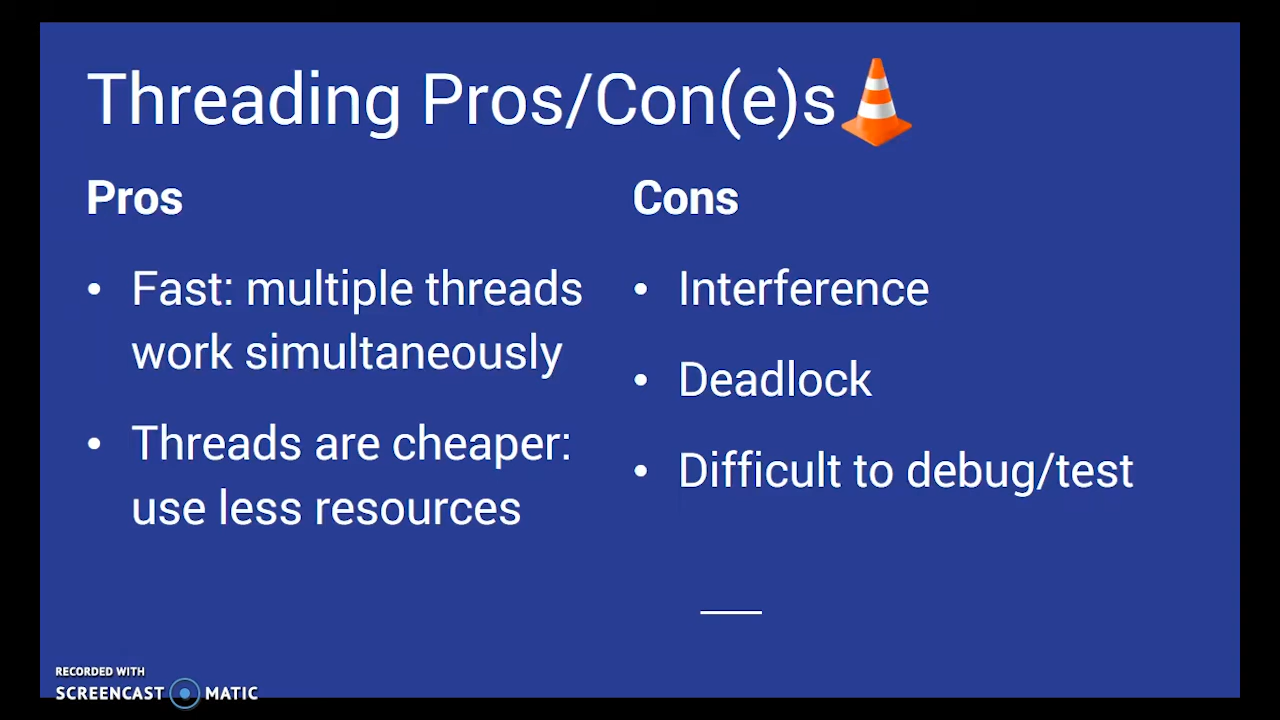 Threading Pros/Con(e)s
Pros
• Fast: multiple threads
work simultaneously
• Threads are cheaper:
use less resources
Cons
• Interference
• Deadlock
• Difficult to debug/test
RECORDED WITH
SCREENCAST MATIC